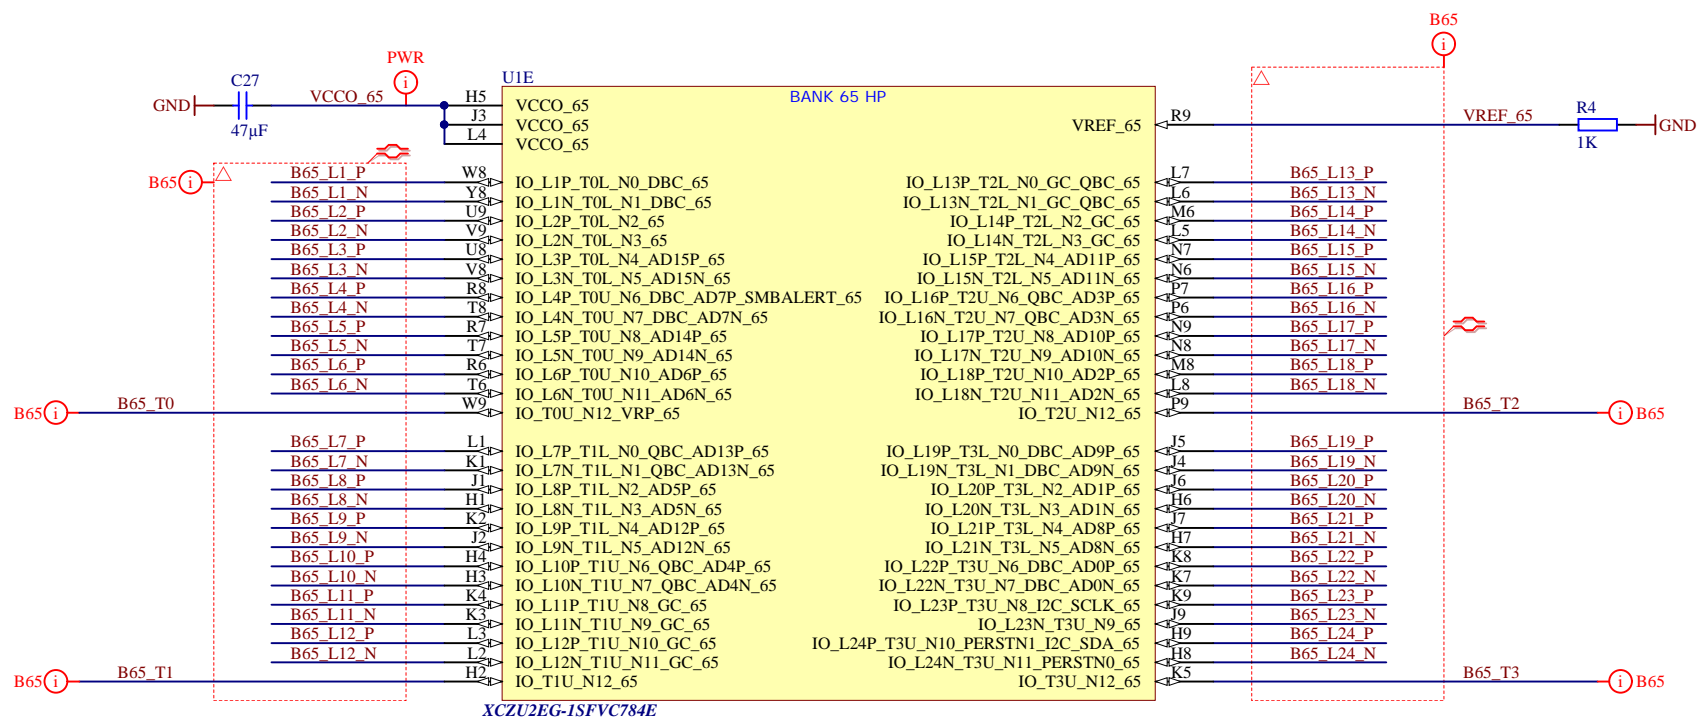 B65
PWR
C27
U1E
GND VCCO_65 H5 VCCO_65 BANK 65 HP
47µF J3 VCCO_65 VREF_65 R9 VREF_65 R4 GND
L4 VCCO_65 1K
B65 B65_L1_P W8 IO_L1P_T0L_N0_DBC_65 IO_L13P_T2L_N0_GC_QBC_65 L7 B65_L13_P
B65_L1_N Y8 IO_L1N_T0L_N1_DBC_65 IO_L13N_T2L_N1_GC_QBC_65 L6 B65_L13_N
B65_L2_P U9 IO_L2P_T0L_N2_65 IO_L14P_T2L_N2_GC_65 M6 B65_L14_P
B65_L2_N V9 IO_L2N_T0L_N3_65 IO_L14N_T2L_N3_GC_65 L5 B65_L14_N
B65_L3_P U8 IO_L3P_T0L_N4_AD15P_65 IO_L15P_T2L_N4_AD11P_65 N7 B65_L15_P
B65_L3_N V8 IO_L3N_T0L_N5_AD15N_65 IO_L15N_T2L_N5_AD11N_65 N6 B65_L15_N
B65_L4_P R8 IO_L4P_T0U_N6_DBC_AD7P_SMBALERT_65 IO_L16P_T2U_N6_QBC_AD3P_65 P7 B65_L16_P
B65_L4_N T8 IO_L4N_T0U_N7_DBC_AD7N_65 IO_L16N_T2U_N7_QBC_AD3N_65 P6 B65_L16_N
B65_L5_P R7 IO_L5P_T0U_N8_AD14P_65 IO_L17P_T2U_N8_AD10P_65 N9 B65_L17_P
B65_L5_N T7 IO_L5N_T0U_N9_AD14N_65 IO_L17N_T2U_N9_AD10N_65 N8 B65_L17_N
B65_L6_P R6 IO_L6P_T0U_N10_AD6P_65 IO_L18P_T2U_N10_AD2P_65 M8 B65_L18_P
B65_L6_N T6 IO_L6N_T0U_N11_AD6N_65 IO_L18N_T2U_N11_AD2N_65 L8 B65_L18_N
B65 B65_T0 W9 IO_T0U_N12_VRP_65 IO_T2U_N12_65 P9 B65_T2 B65
B65_L7_P L1 IO_L7P_T1L_N0_QBC_AD13P_65 IO_L19P_T3L_N0_DBC_AD9P_65 J5 B65_L19_P
B65_L7_N K1 IO_L7N_T1L_N1_QBC_AD13N_65 IO_L19N_T3L_N1_DBC_AD9N_65 J4 B65_L19_N
B65_L8_P J1 IO_L8P_T1L_N2_AD5P_65 IO_L20P_T3L_N2_AD1P_65 J6 B65_L20_P
B65_L8_N H1 IO_L8N_T1L_N3_AD5N_65 IO_L20N_T3L_N3_AD1N_65 H6 B65_L20_N
B65_L9_P K2 IO_L9P_T1L_N4_AD12P_65 IO_L21P_T3L_N4_AD8P_65 J7 B65_L21_P
B65_L9_N J2 IO_L9N_T1L_N5_AD12N_65 IO_L21N_T3L_N5_AD8N_65 H7 B65_L21_N
B65_L10_P H4 IO_L10P_T1U_N6_QBC_AD4P_65 IO_L22P_T3U_N6_DBC_AD0P_65 K8 B65_L22_P
B65_L10_N H3 IO_L10N_T1U_N7_QBC_AD4N_65 IO_L22N_T3U_N7_DBC_AD0N_65 K7 B65_L22_N
B65_L11_P K4 IO_L11P_T1U_N8_GC_65 IO_L23P_T3U_N8_I2C_SCLK_65 K9 B65_L23_P
B65_L11_N K3 IO_L11N_T1U_N9_GC_65 IO_L23N_T3U_N9_65 J9 B65_L23_N
B65_L12_P L3 IO_L12P_T1U_N10_GC_65 IO_L24P_T3U_N10_PERSTN1_I2C_SDA_65 H9 B65_L24_P
B65_L12_N L2 IO_L12N_T1U_N11_GC_65 IO_L24N_T3U_N11_PERSTN0_65 H8 B65_L24_N
B65 B65_T1 H2 IO_T1U_N12_65 IO_T3U_N12_65 K5 B65_T3 B65
XCZU2EG-1SFVC784E